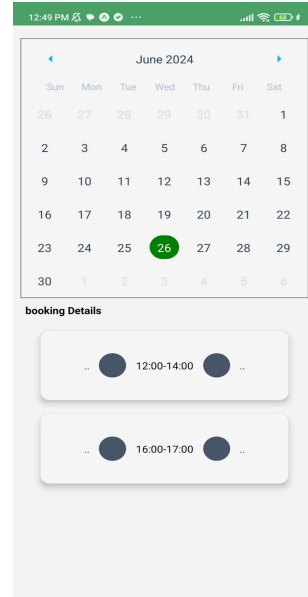 12:49 PM ...
June 2024
Sun Mon Tue Wed Thu Fri Sat
26 27 28 29 30 31 1
2 3 4 5 6 7 8
9 10 11 12 13 14 15
16 17 18 19 20 21 22
23 24 25 26 27 28 29
30 1 2 3 4 5 6
booking Details
.. 12:00-14:00 ..
.. 16:00-17:00 ..